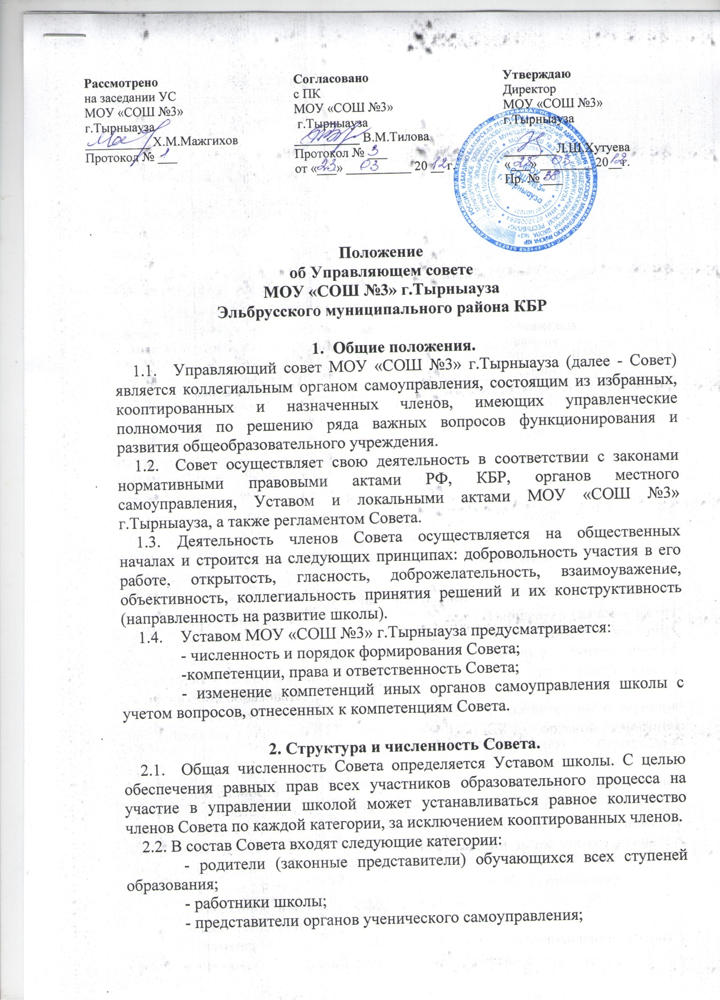 Рассмотрено
на заседании УС
МОУ «СОШ №3»
г.Тырныауза
Х.М.Мажгихов
Протокол № 1
Согласовано
с ПК
МОУ «СОШ №3»
г.Тырныауза
В.М.Тилова
Протокол № 3
от «23» 03 2012 г.
Утверждаю
Директор
МОУ «СОШ №3»
г.Тырныауза
Л.Ш.Хутуева
03 2012 г.
Пр. № 38
МОУ
«СОШ №3»
г. Тырныауза
Положение
об Управляющем совете
МОУ «СОШ №3» г.Тырныауза
Эльбрусского муниципального района КБР
1. Общие положения.
1.1. Управляющий совет МОУ «СОШ №3» г.Тырныауза (далее - Совет)
является коллегиальным органом самоуправления, состоящим из избранных,
кооптированных и назначенных членов, имеющих управленческие
полномочия по решению ряда важных вопросов функционирования и
развития общеобразовательного учреждения.
1.2. Совет осуществляет свою деятельность в соответствии с законами
нормативными правовыми актами РФ, КБР, органов местного
самоуправления, Уставом и локальными актами МОУ «СОШ №3»
г.Тырныауза, а также регламентом Совета.
1.3. Деятельность членов Совета осуществляется на общественных
началах и строится на следующих принципах: добровольность участия в его
работе, открытость, гласность, доброжелательность, взаимоуважение,
объективность, коллегиальность принятия решений и их конструктивность
(направленность на развитие школы).
1.4. Уставом МОУ «СОШ №3» г.Тырныауза предусматривается:
- численность и порядок формирования Совета;
-компетенции, права и ответственность Совета;
- изменение компетенций иных органов самоуправления школы с
учетом вопросов, отнесенных к компетенциям Совета.
2. Структура и численность Совета.
2.1. Общая численность Совета определяется Уставом школы. С целью
обеспечения равных прав всех участников образовательного процесса на
участие в управлении школой может устанавливаться равное количество
членов Совета по каждой категории, за исключением кооптированных членов.
2.2. В состав Совета входят следующие категории:
- родители (законные представители) обучающихся всех ступеней
образования;
- работники школы;
- представители органов ученического самоуправления;